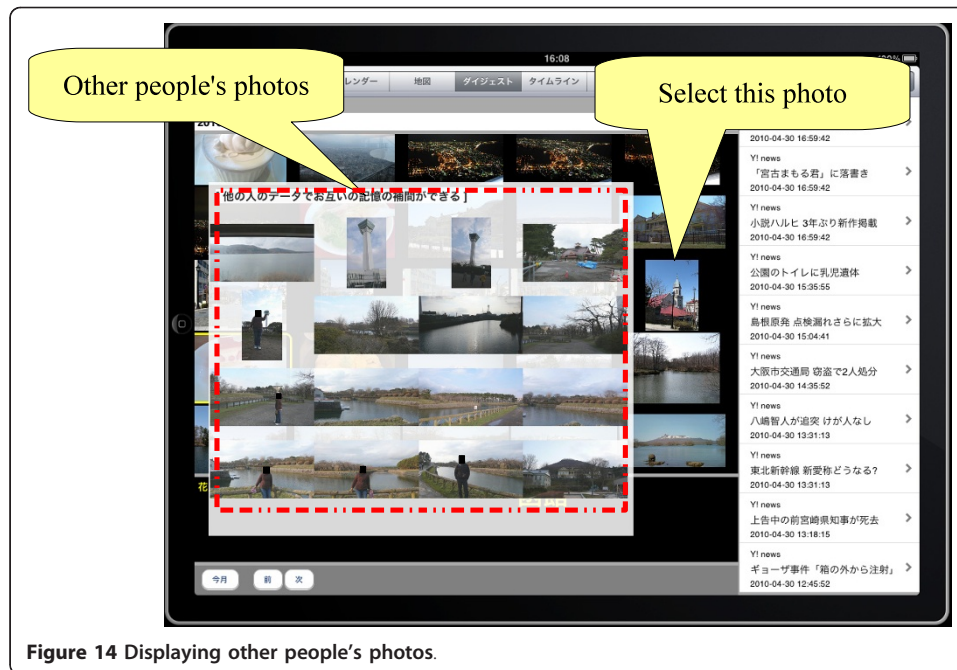 Other people's photos
Select this photo
16:08
レンダー
地図
ダイジェスト
タイムライン
[ 他の人のデータでお互いの記憶の補間ができる ]
2010-04-30 16:59:42
Y! news
「宮古まもる君」に落書き
2010-04-30 16:59:42
Y! news
小説ハルヒ 3年ぶり新作掲載
2010-04-30 16:59:42
Y! news
公園のトイレに乳児遺体
2010-04-30 15:35:55
Y! news
島根原発 点検漏れさらに拡大
2010-04-30 15:04:41
Y! news
大阪市交通局 窃盗で2人処分
2010-04-30 14:35:52
Y! news
八嶋智人が追突 けが人なし
2010-04-30 13:31:13
Y! news
東北新幹線 新愛称どうなる?
2010-04-30 13:31:13
Y! news
上告中の前宮崎県知事が死去
2010-04-30 13:18:15
Y! news
ギョーザ事件「箱の外から注射」
2010-04-30 12:45:52
花
今月
前
次
Figure 14 Displaying other people's photos.